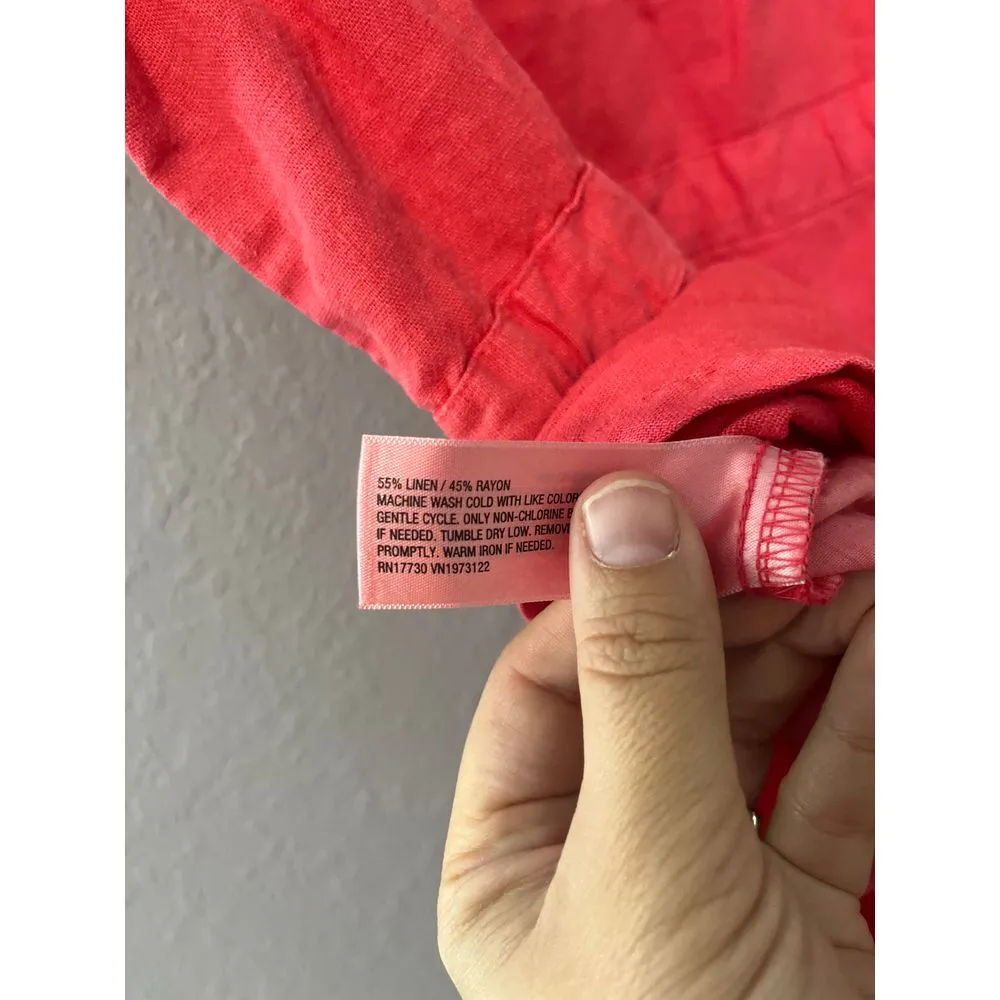 55% LINEN / 45% RAYON
MACHINE WASH COLD WITH LIKE COLOR
GENTLE CYCLE. ONLY NON-CHLORINE
IF NEEDED. TUMBLE DRY LOW. REMOVE
PROMPTLY. WARM IRON IF NEEDED.
RN17730 VN1973122